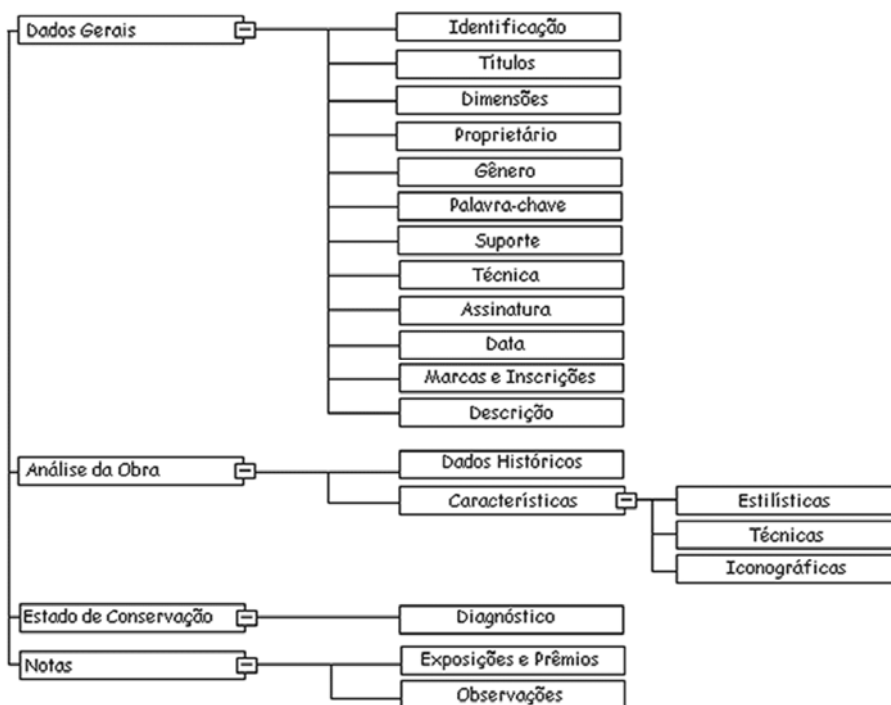 Dados Gerais
Identificação
Títulos
Dimensões
Proprietário
Gênero
Palavra-chave
Suporte
Técnica
Assinatura
Data
Marcas e Inscrições
Descrição
Análise da Obra
Dados Históricos
Características
Estilísticas
Técnicas
Iconográficas
Estado de Conservação
Diagnóstico
Notas
Exposições e Prêmios
Observações